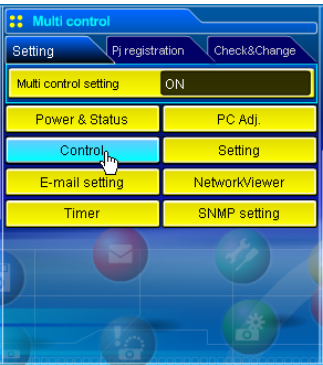 Multi control
Setting Pj registration Check&Change
Multi control setting ON
Power & Status PC Adj.
Control Setting
E-mail setting NetworkViewer
Timer SNMP setting